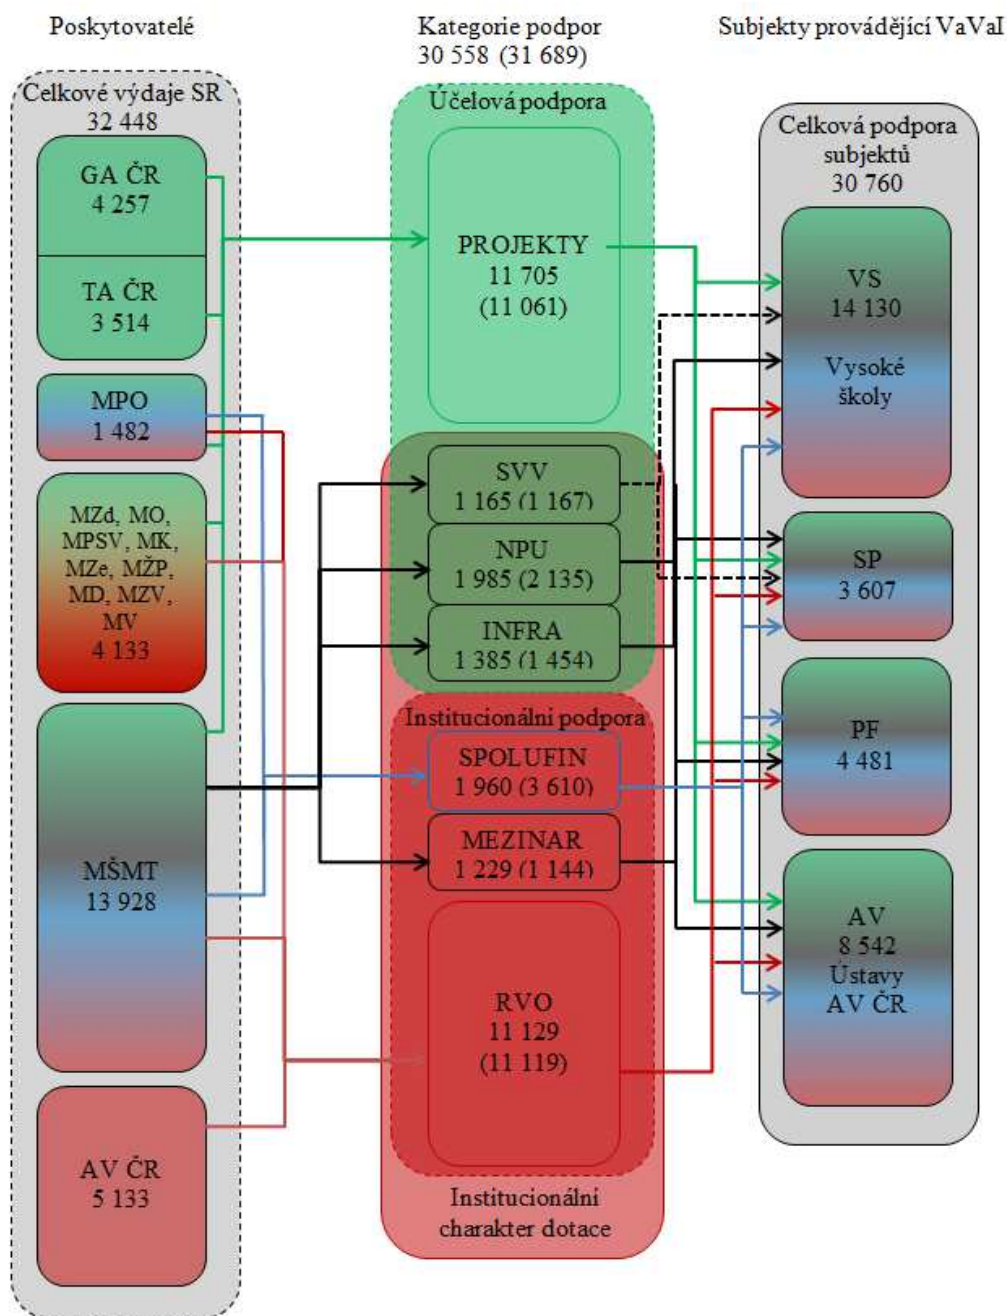 Poskytovatelé
Celkové výdaje SR
32 448
GA ČR
4 257
TA ČR
3 514
MPO
1 482
MZd, MO,
MPSV, MK,
MZe, MŽP,
MD, MZV,
MV
4 133
MŠMT
13 928
AV ČR
5 133
Kategorie podpor
30 558 (31 689)
Účelová podpora
PROJEKTY
11 705
(11 061)
SVV
1 165 (1 167)
NPU
1 985 (2 135)
INFRA
1 385 (1 454)
Institucionální podpora
SPOLUFIN
1 960 (3 610)
MEZINAR
1 229 (1 144)
RVO
11 129
(11 119)
Institucionální
charakter dotace
Subjekty provádějící VaVaI
Celková podpora
subjektů
30 760
VS
14 130
Vysoké
školy
SP
3 607
PF
4 481
AV
8 542
Ústavy
AV ČR